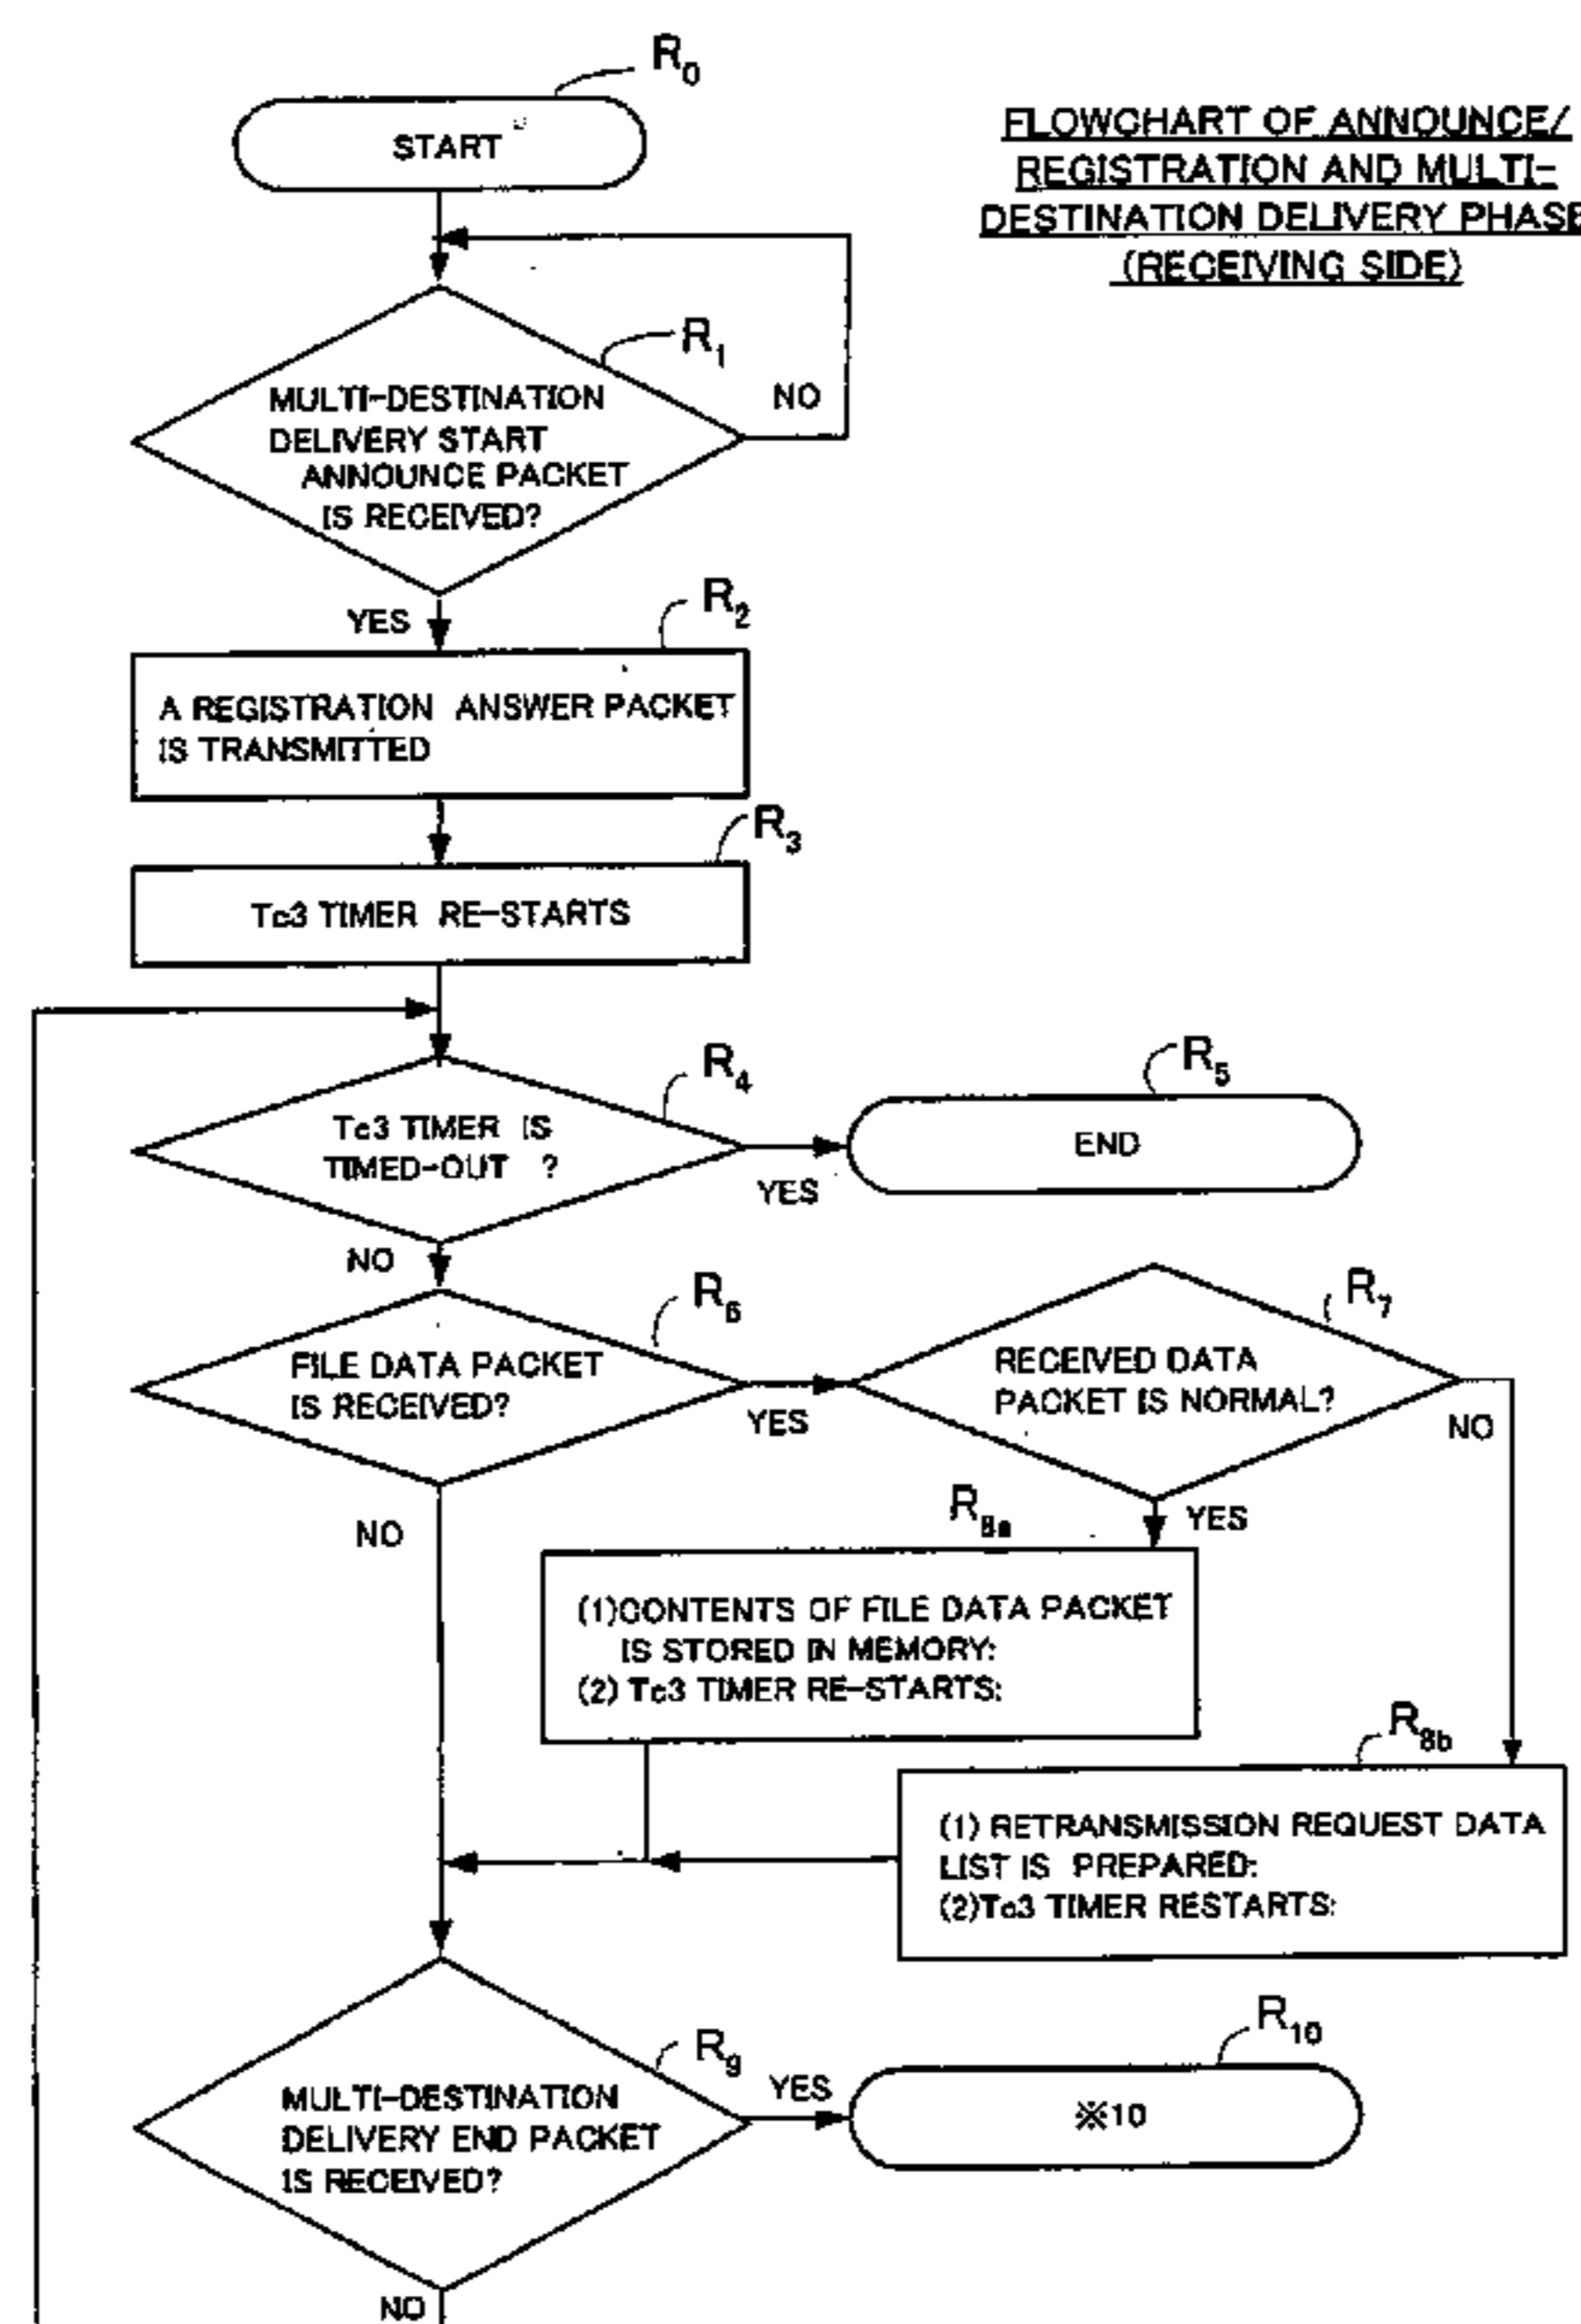 R0
START
FLOWCHART OF ANNOUNCE/
REGISTRATION AND MULTI-
DESTINATION DELIVERY PHASE
(RECEIVING SIDE)
R1
MULTI-DESTINATION
DELIVERY START
ANNOUNCE PACKET
IS RECEIVED?
NO
YES
R2
A REGISTRATION ANSWER PACKET
IS TRANSMITTED
R3
Tc3 TIMER RE-STARTS
R4
Tc3 TIMER IS
TIMED-OUT ?
YES
R5
END
NO
R6
FILE DATA PACKET
IS RECEIVED?
YES
R7
RECEIVED DATA
PACKET IS NORMAL?
NO
NO
YES
R8a
(1)CONTENTS OF FILE DATA PACKET
IS STORED IN MEMORY:
(2) Tc3 TIMER RE-STARTS:
R8b
(1) RETRANSMISSION REQUEST DATA
LIST IS PREPARED:
(2)Tc3 TIMER RESTARTS:
R9
MULTI-DESTINATION
DELIVERY END PACKET
IS RECEIVED?
YES
R10
※10
NO